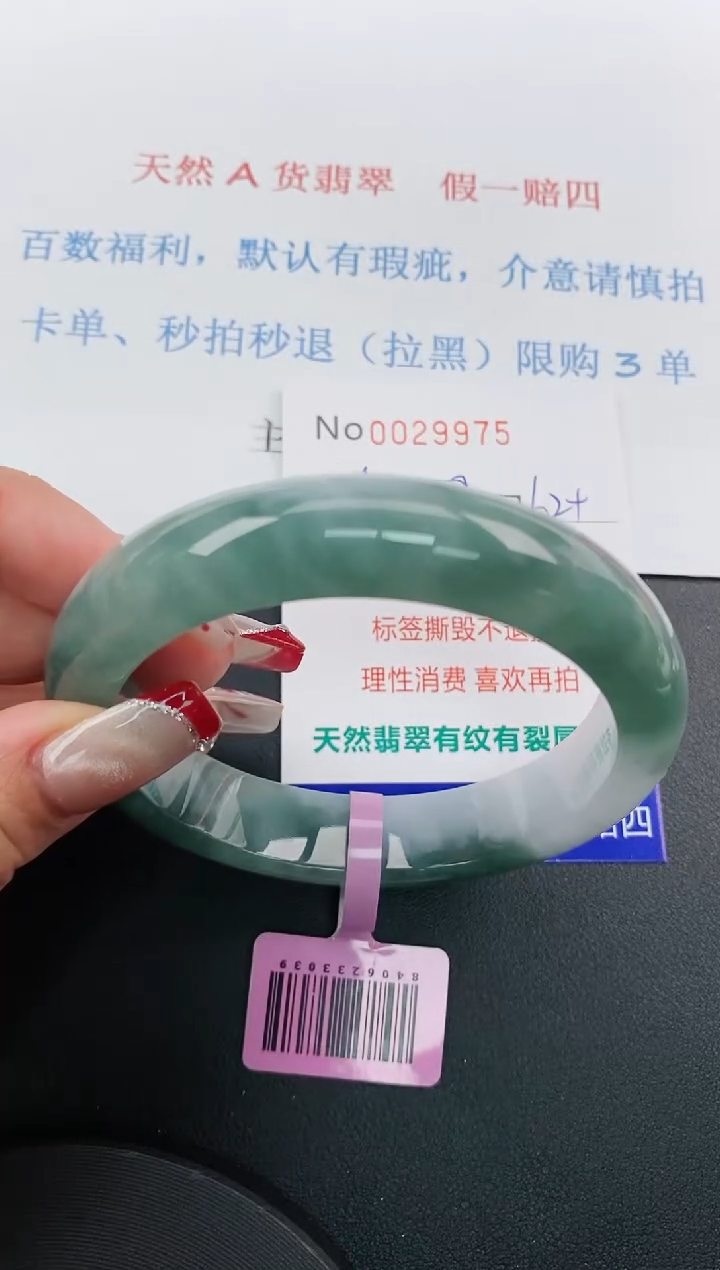 天然 A 货翡翠 假一赔四
百数福利，默认有瑕疵，介意请慎拍
卡单、秒拍秒退（拉黑）限购 3 单
主
No0029975
62+
标签撕毁不退
理性消费 喜欢再拍
天然翡翠有纹有裂
四
8406233039